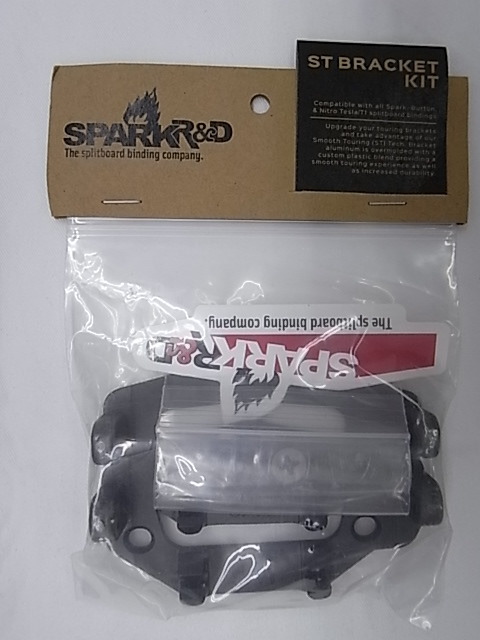 SPARKR&D
The splitboard binding company.
ST BRACKET
KIT
Compatible with all Spark, Burton,
& Nitro Tesla/T1 splitboard bindings
Upgrade your touring brackets
and take advantage of our
Smooth Touring (ST) Tech. Bracket
aluminum is overmolded with a
custom plastic blend providing a
smooth touring experience as well
as increased durability.
The splitboard binding company.
SPARKR&D